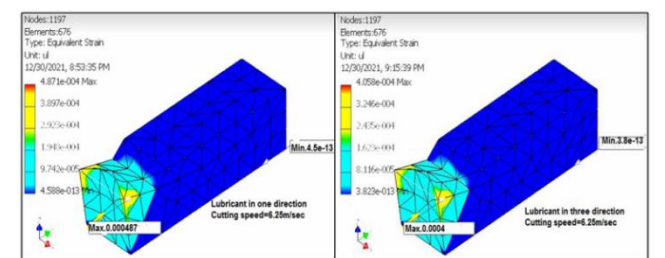 Nodes:1197
Elements:676
Type: Equivalent Strain
Unit: ul
12/30/2021, 8:53:35 PM
4.871e-004 Max
3.897e-004
2.923e-004
1.948e-004
9.742e-005
4.588e-013 Min
Min.4.5e-13
Lubricant in one direction
Cutting speed=6.25m/sec
Max.0.000487
Nodes:1197
Elements:676
Type: Equivalent Strain
Unit: ul
12/30/2021, 9:15:39 PM
4.058e-004 Max
3.246e-004
2.435e-004
1.623e-004
8.116e-005
3.823e-013 Min
Min.3.8e-13
Lubricant in three direction
Cutting speed=6.25m/sec
Max.0.0004